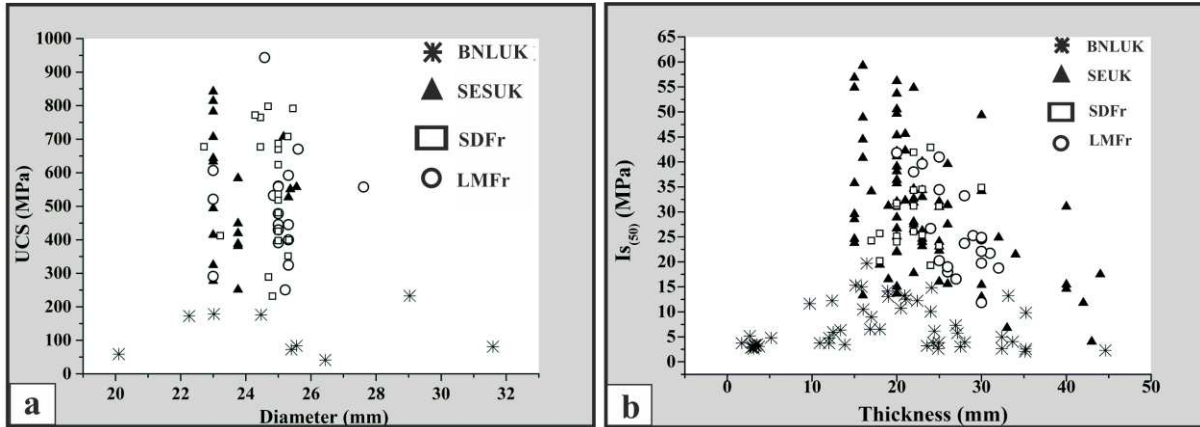 1000
900
800
700
600
500
400
300
200
100
0
UCS (MPa)
20
22
24
26
28
30
32
Diameter (mm)
BNLUK
SESUK
SDFr
LMFr
a
65
60
55
50
45
40
35
30
25
20
15
10
5
0
Is(50) (MPa)
0
10
20
30
40
50
Thickness (mm)
BNLUK
SEUK
SDFr
LMFr
b